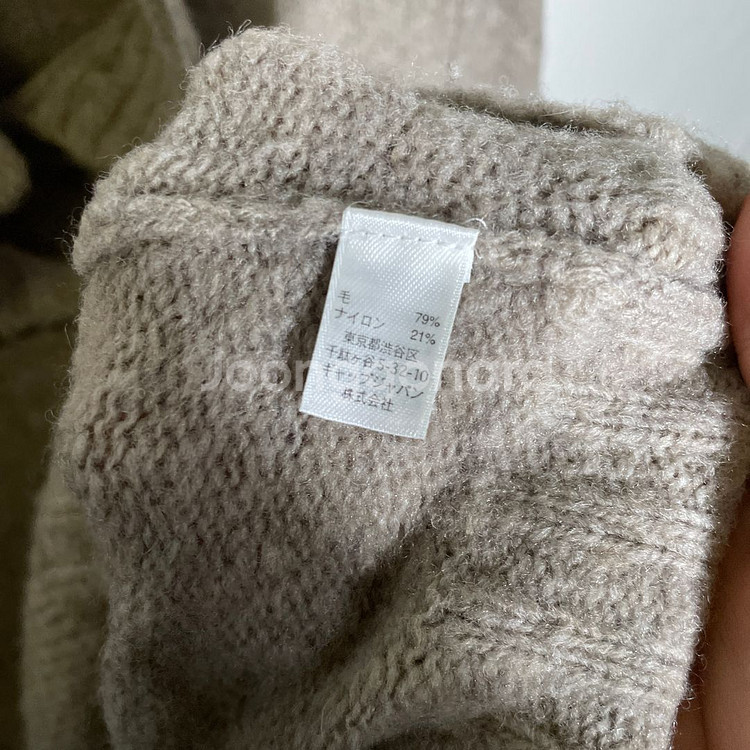 毛 79%
ナイロン 21%
東京都渋谷区
千駄ヶ谷5-32-10
ギャップジャパン
株式会社